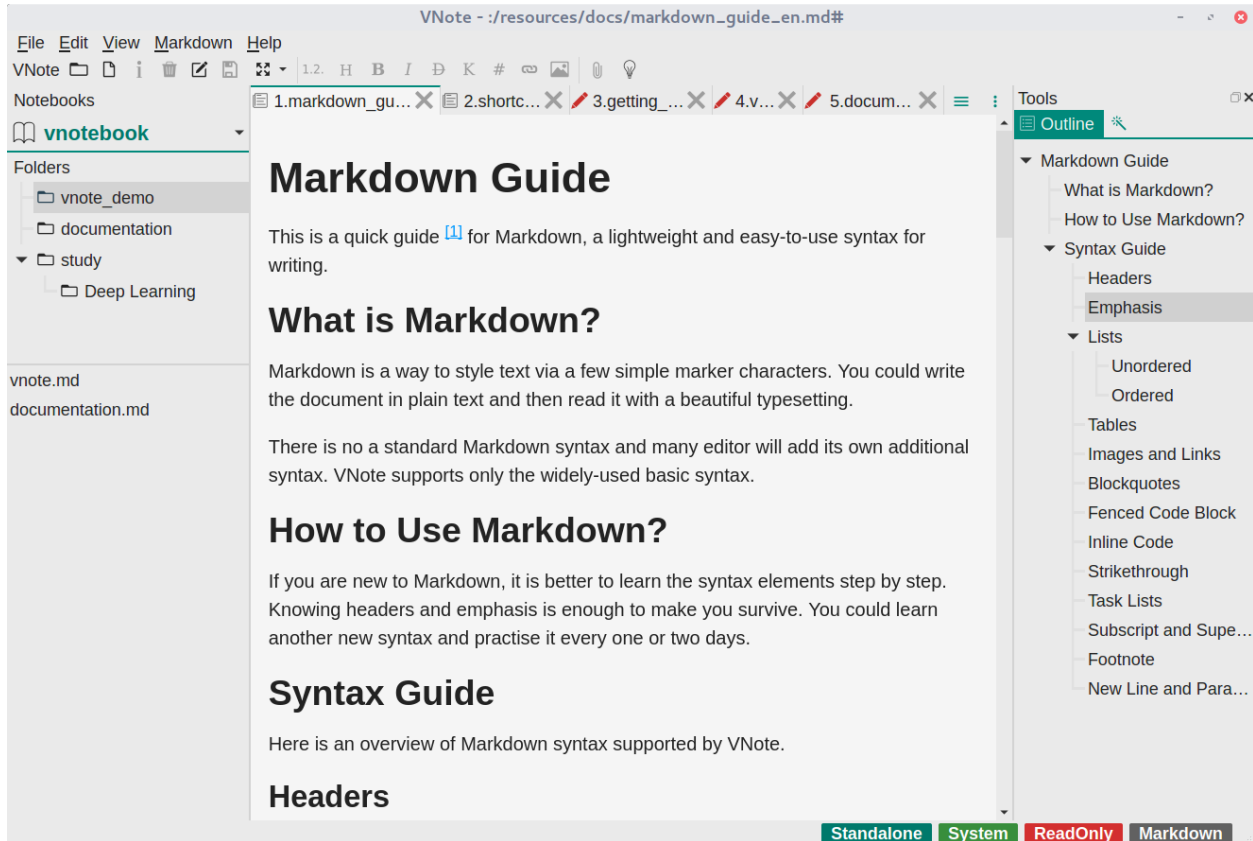 VNote - :/resources/docs/markdown_guide_en.md#
File Edit View Markdown Help
VNote 1.2. H B I D K #
Notebooks
vnotebook
Folders
vnote_demo
documentation
study
Deep Learning
vnote.md
documentation.md
1.markdown_gu… 2.shortc… 3.getting_… 4.v… 5.docum…
Markdown Guide
This is a quick guide [1] for Markdown, a lightweight and easy-to-use syntax for
writing.
What is Markdown?
Markdown is a way to style text via a few simple marker characters. You could write
the document in plain text and then read it with a beautiful typesetting.
There is no a standard Markdown syntax and many editor will add its own additional
syntax. VNote supports only the widely-used basic syntax.
How to Use Markdown?
If you are new to Markdown, it is better to learn the syntax elements step by step.
Knowing headers and emphasis is enough to make you survive. You could learn
another new syntax and practise it every one or two days.
Syntax Guide
Here is an overview of Markdown syntax supported by VNote.
Headers
Tools
Outline
Markdown Guide
What is Markdown?
How to Use Markdown?
Syntax Guide
Headers
Emphasis
Lists
Unordered
Ordered
Tables
Images and Links
Blockquotes
Fenced Code Block
Inline Code
Strikethrough
Task Lists
Subscript and Supe…
Footnote
New Line and Para…
Standalone System ReadOnly Markdown